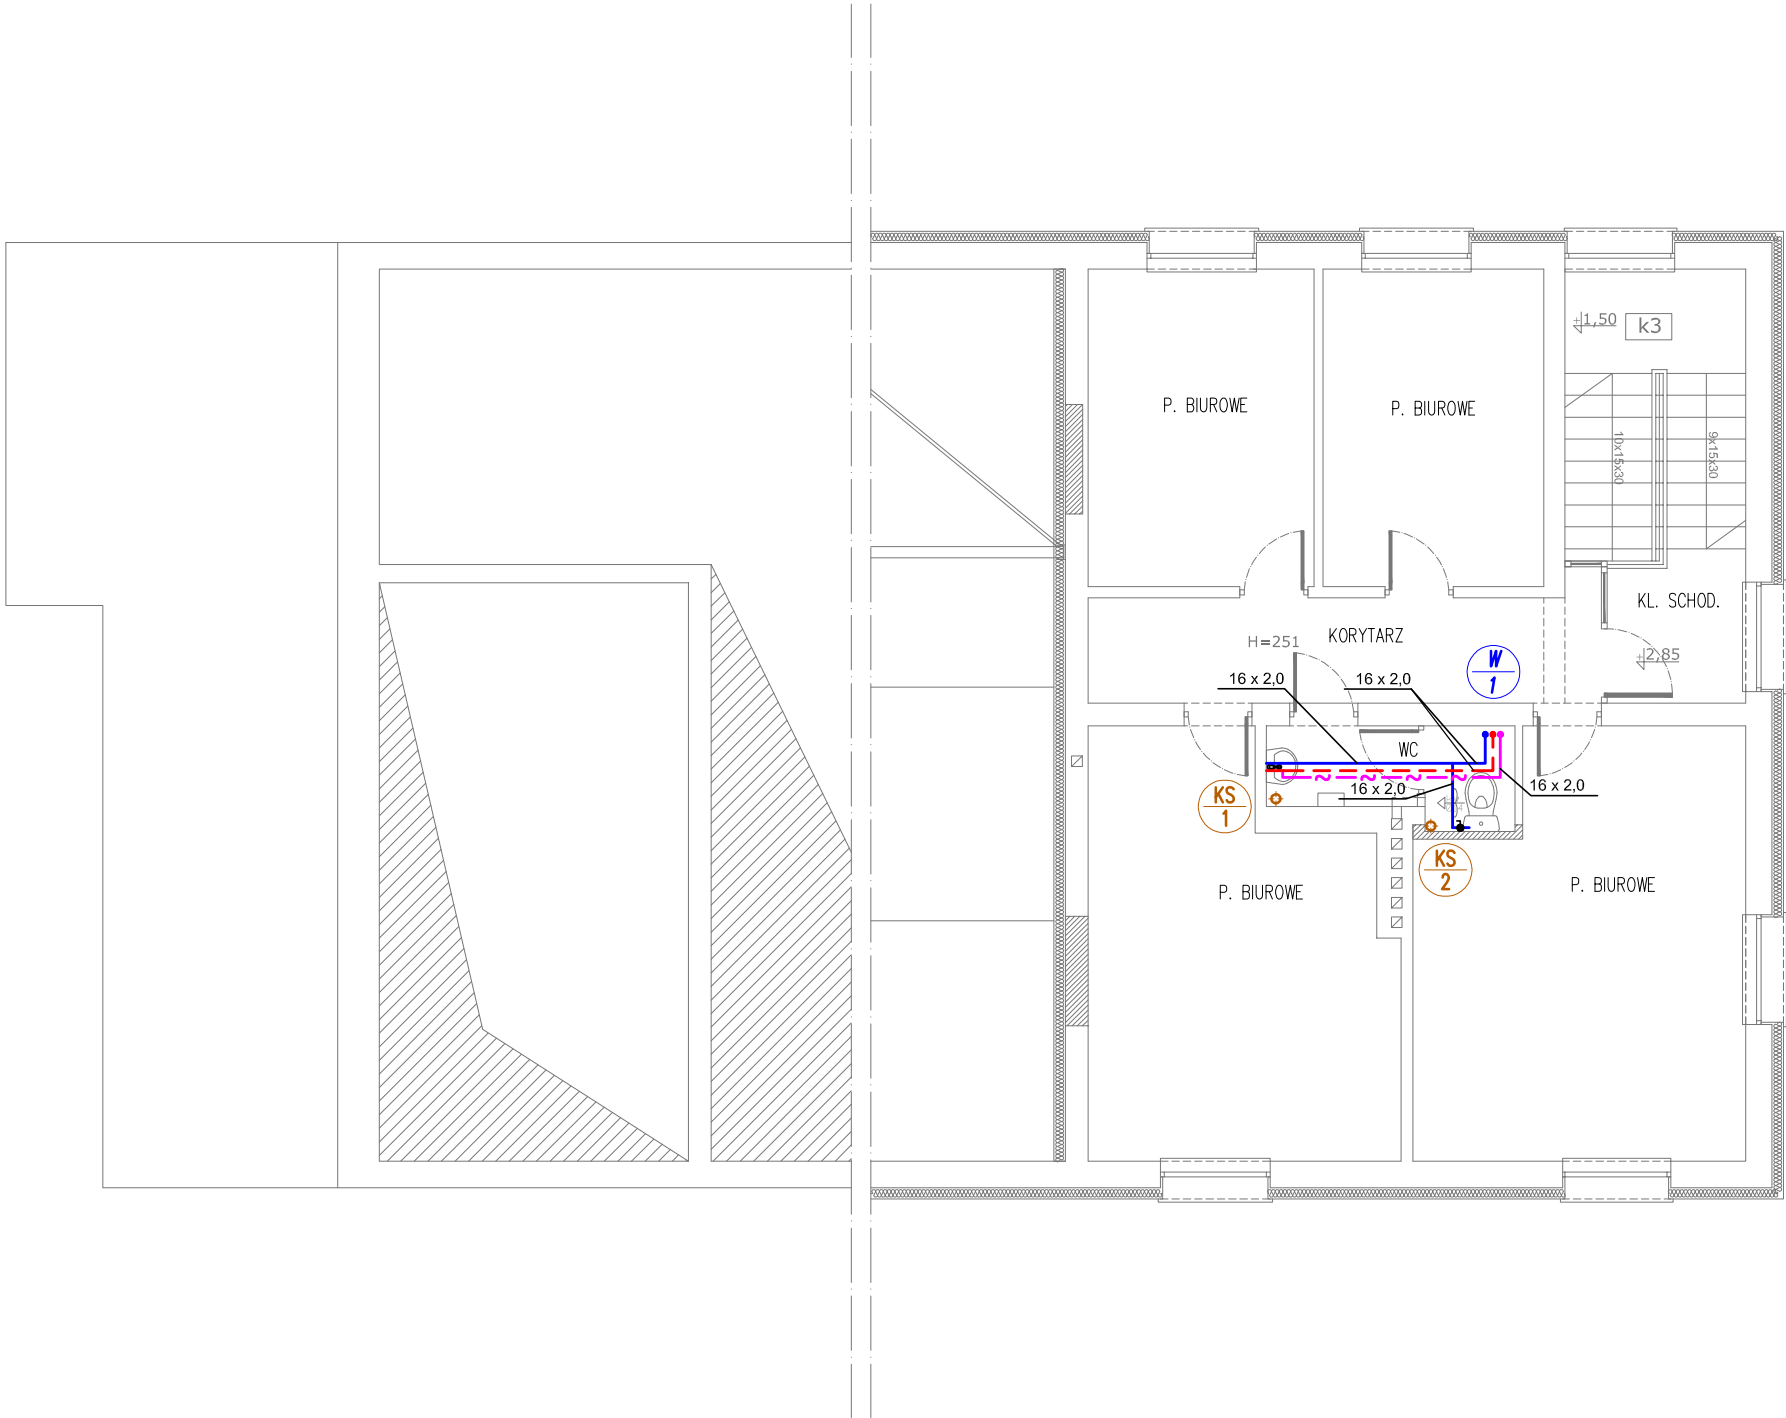 +1,50
k3
P. BIUROWE
P. BIUROWE
10x15x30
9x15x30
KL. SCHOD.
KORYTARZ
H=251
+2,85
W
1
16 x 2,0
16 x 2,0
WC
16 x 2,0
16 x 2,0
KS
1
KS
2
P. BIUROWE
P. BIUROWE